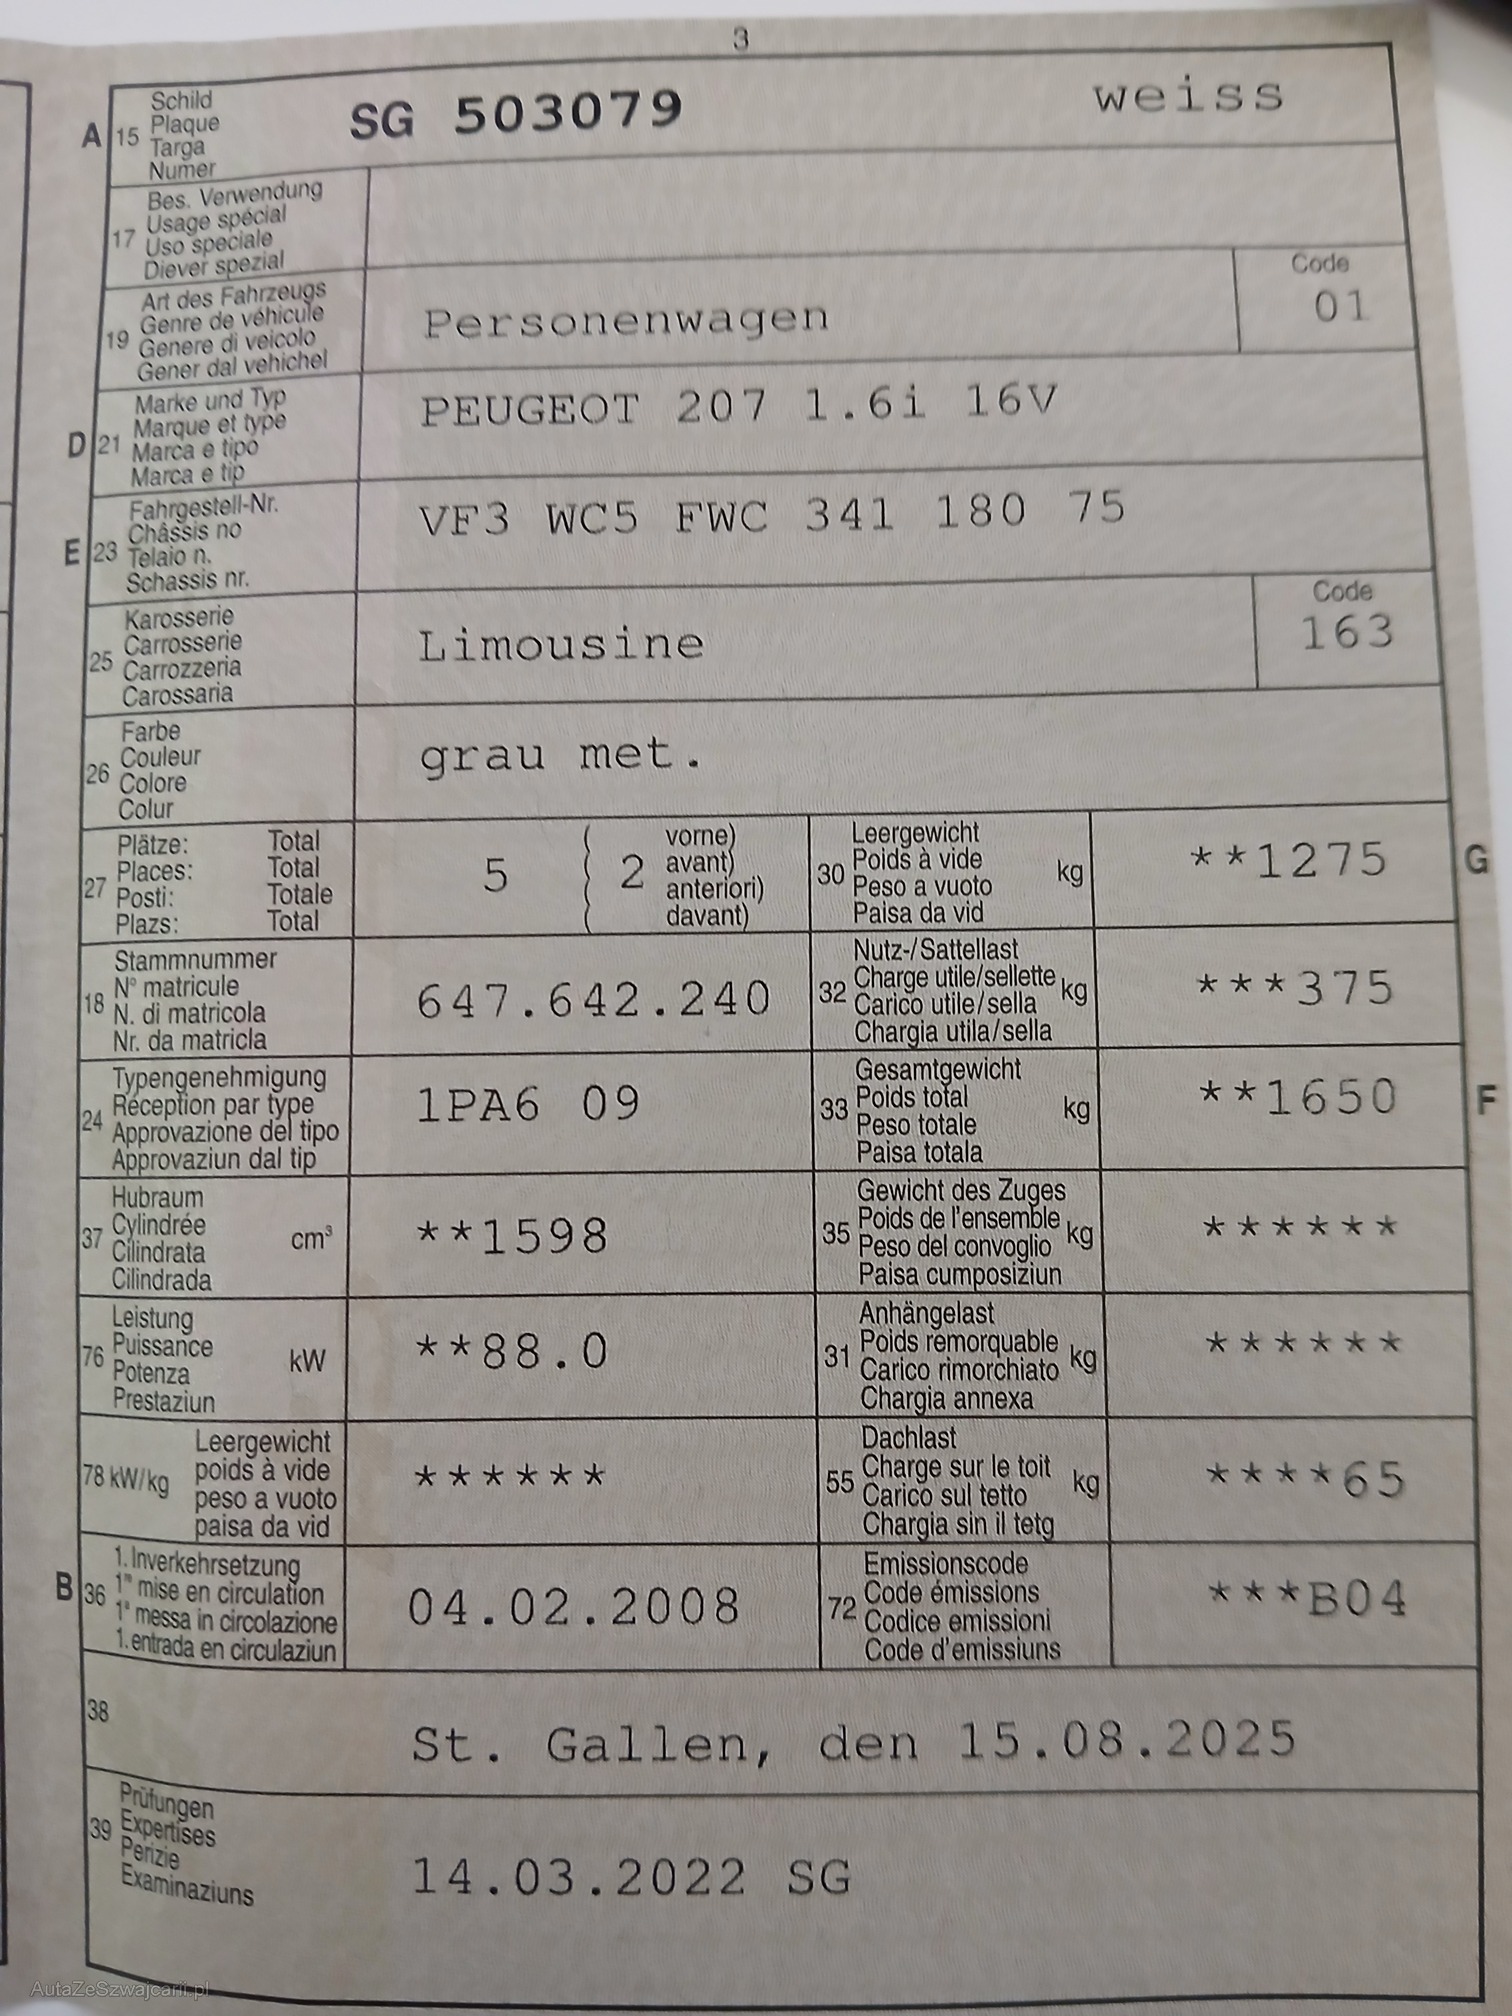 3
A 15 Schild
Plaque
Targa
Numer
SG 503079 weiss
17 Bes. Verwendung
Usage spécial
Uso speciale
Diever spezial
19 Art des Fahrzeugs
Genre de véhicule
Genere di veicolo
Gener dal vehichel
Personenwagen
Code
01
D 21 Marke und Typ
Marque et type
Marca e tipo
Marca e tip
PEUGEOT 207 1.6i 16V
E 23 Fahrgestell-Nr.
Châssis no
Telaio n.
Schassis nr.
VF3 WC5 FWC 341 180 75
25 Karosserie
Carrosserie
Carrozzeria
Carossaria
Limousine
Code
163
26 Farbe
Couleur
Colore
Colur
grau met.
27 Plätze: Total
Places: Total
Posti: Totale
Plazs: Total
5 ( 2 vorne)
avant)
anteriori)
davant)
30 Leergewicht
Poids à vide
Peso a vuoto
Paisa da vid
kg
**1275 G
18 Stammnummer
N° matricule
N. di matricola
Nr. da matricla
647.642.240
32 Nutz-/Sattellast
Charge utile/sellette
Carico utile/sella
Chargia utila/sella
kg
***375
24 Typengenehmigung
Réception par type
Approvazione del tipo
Approvaziun dal tip
1PA6 09
33 Gesamtgewicht
Poids total
Peso totale
Paisa totala
kg
**1650 F
37 Hubraum
Cylindrée
Cilindrata
Cilindrada
cm³
**1598
35 Gewicht des Zuges
Poids de l'ensemble
Peso del convoglio
Paisa cumposiziun
kg
******
76 Leistung
Puissance
Potenza
Prestaziun
kW
**88.0
31 Anhängelast
Poids remorquable
Carico rimorchiato
Chargia annexa
kg
******
78 kW/kg Leergewicht
poids à vide
peso a vuoto
paisa da vid
******
55 Dachlast
Charge sur le toit
Carico sul tetto
Chargia sin il tetg
kg
****65
B 36 1. Inverkehrsetzung
1re mise en circulation
1a messa in circolazione
1. entrada en circulaziun
04.02.2008
72 Emissionscode
Code émissions
Codice emissioni
Code d'emissiuns
***B04
38
St. Gallen, den 15.08.2025
39 Prüfungen
Expertises
Perizie
Examinaziuns
14.03.2022 SG
AutaZeSzwajcarii.pl